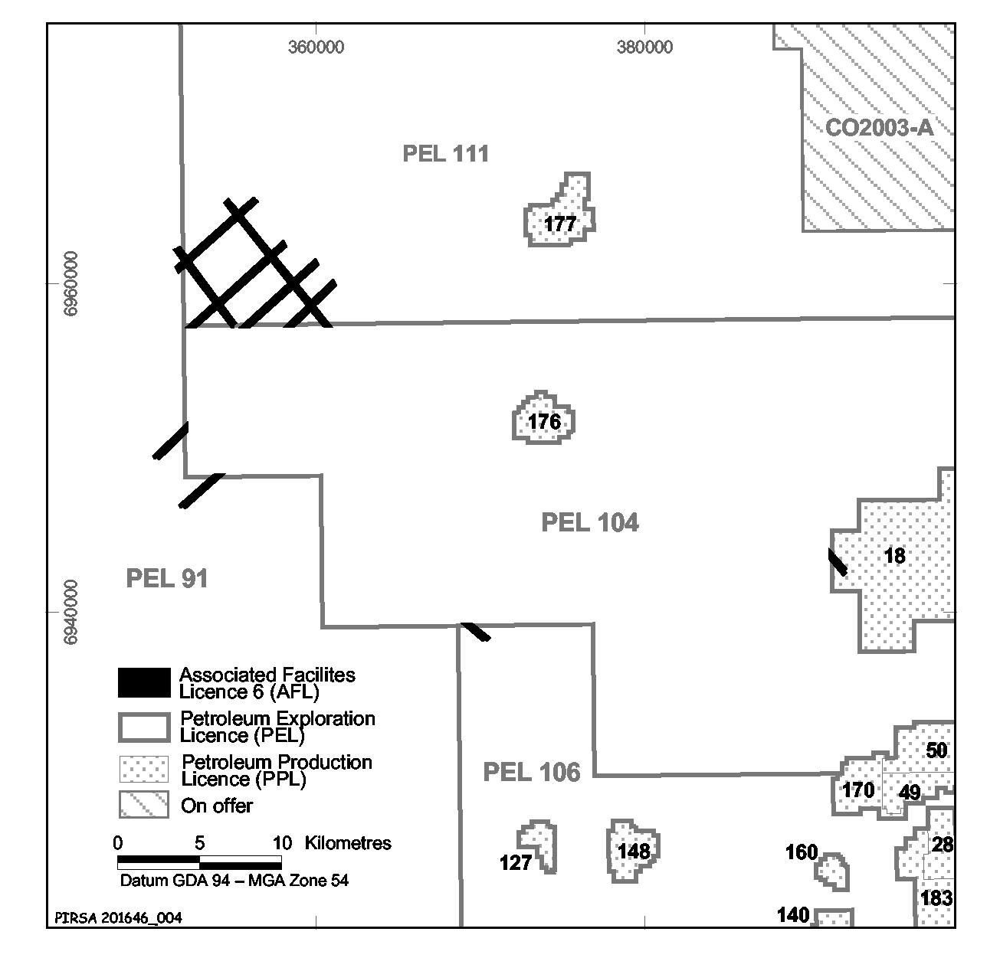 360000
380000
CO2003-A
PEL 111
177
6960000
176
PEL 104
18
PEL 91
6940000
Associated Facilites
Licence 6 (AFL)
Petroleum Exploration
Licence (PEL)
50
Petroleum Production
Licence (PPL)
PEL 106
170
49
On offer
0 5 10 Kilometres
160
28
148
127
Datum GDA 94 – MGA Zone 54
183
140
PIRSA 201646_004